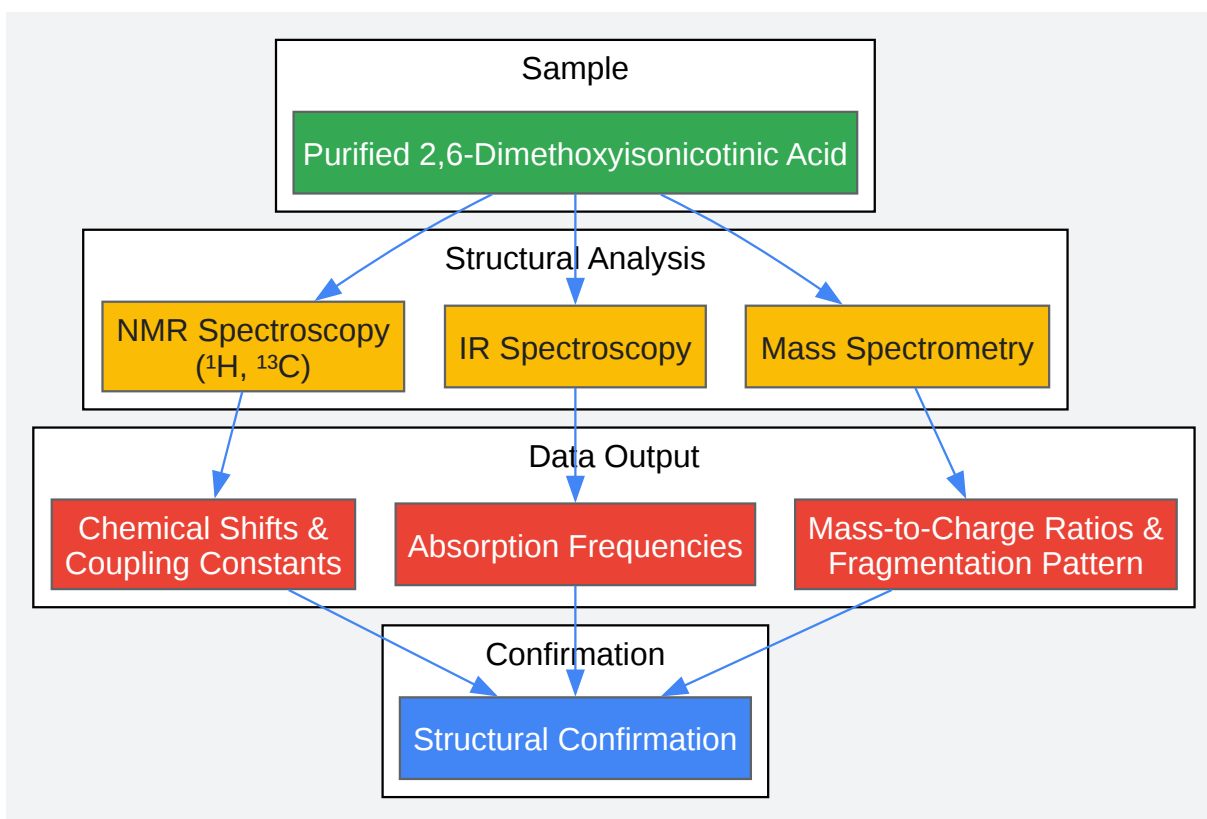 Sample
Purified 2,6-Dimethoxyisonicotinic Acid
Structural Analysis
NMR Spectroscopy
(¹H, ¹³C)
IR Spectroscopy
Mass Spectrometry
Data Output
Chemical Shifts &
Coupling Constants
Absorption Frequencies
Mass-to-Charge Ratios &
Fragmentation Pattern
Confirmation
Structural Confirmation